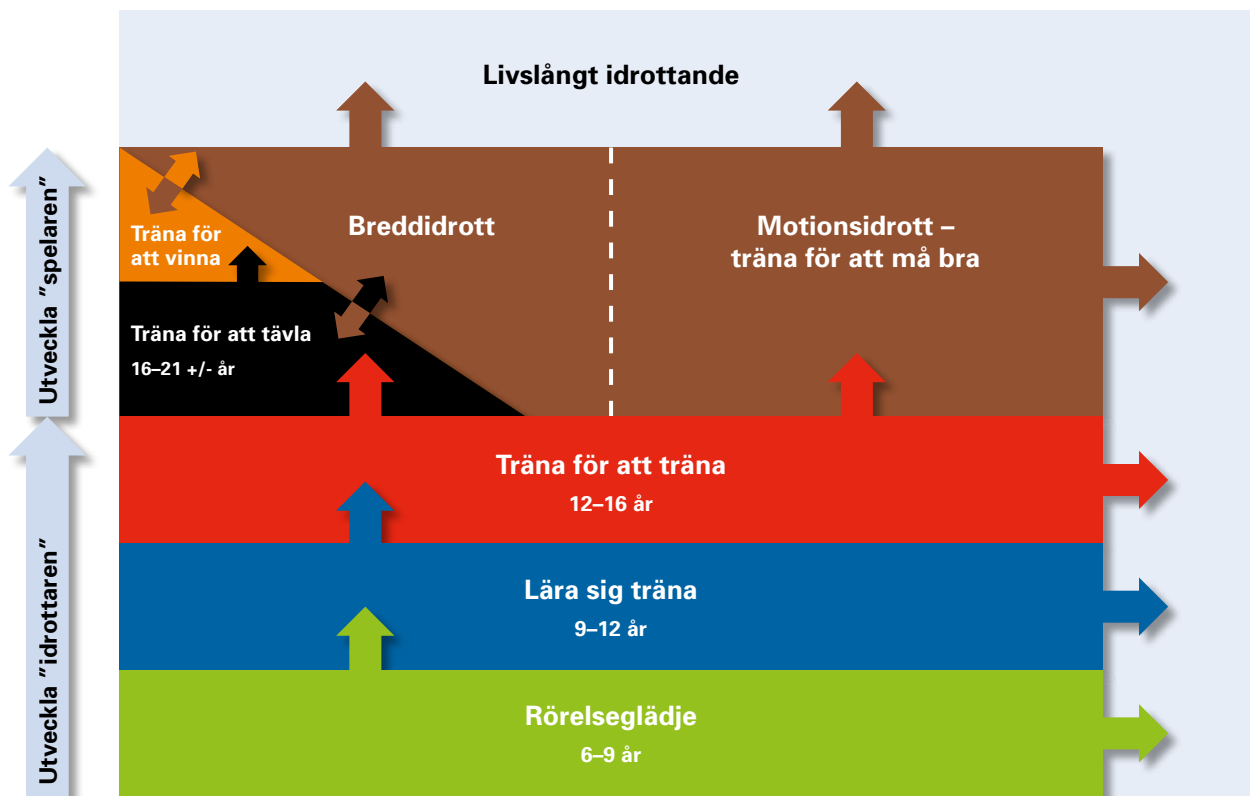 Livslångt idrottande
Utveckla ”spelaren”
Träna för
att vinna
Breddidrott
Motionsidrott –
träna för att må bra
Träna för att tävla
16–21 +/- år
Utveckla ”idrottaren”
Träna för att träna
12–16 år
Lära sig träna
9–12 år
Rörelseglädje
6–9 år